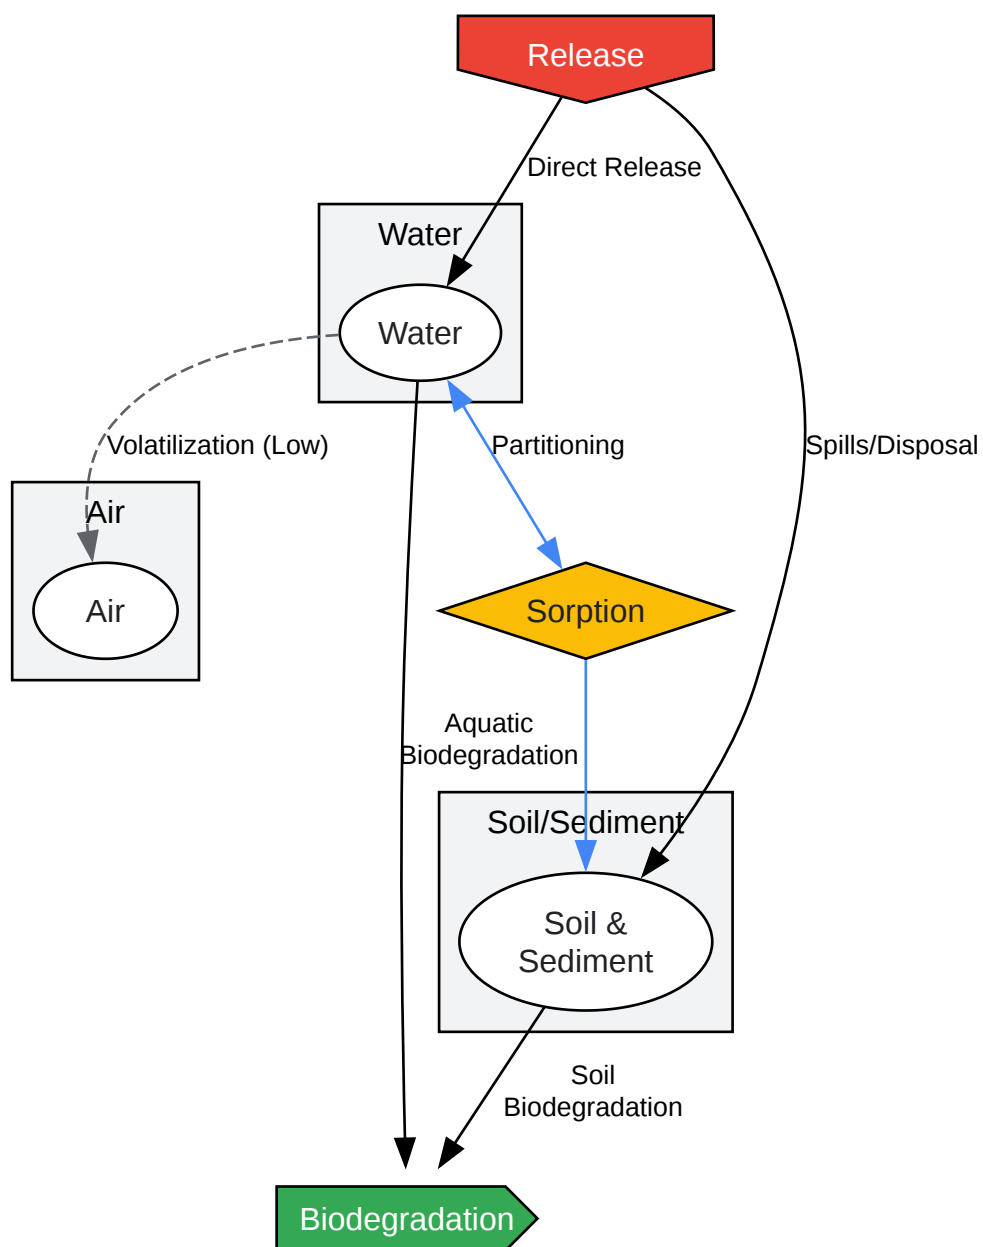 Release
Direct Release
Water
Water
Volatilization (Low)
Partitioning
Spills/Disposal
Air
Air
Sorption
Aquatic
Biodegradation
Soil/Sediment
Soil &
Sediment
Soil
Biodegradation
Biodegradation